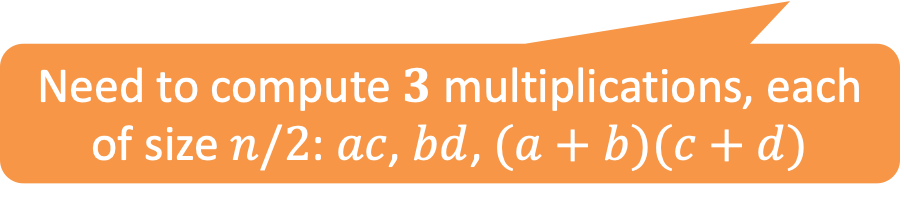 Need to compute 3 multiplications, each
of size n/2: ac, bd, (a + b)(c + d)